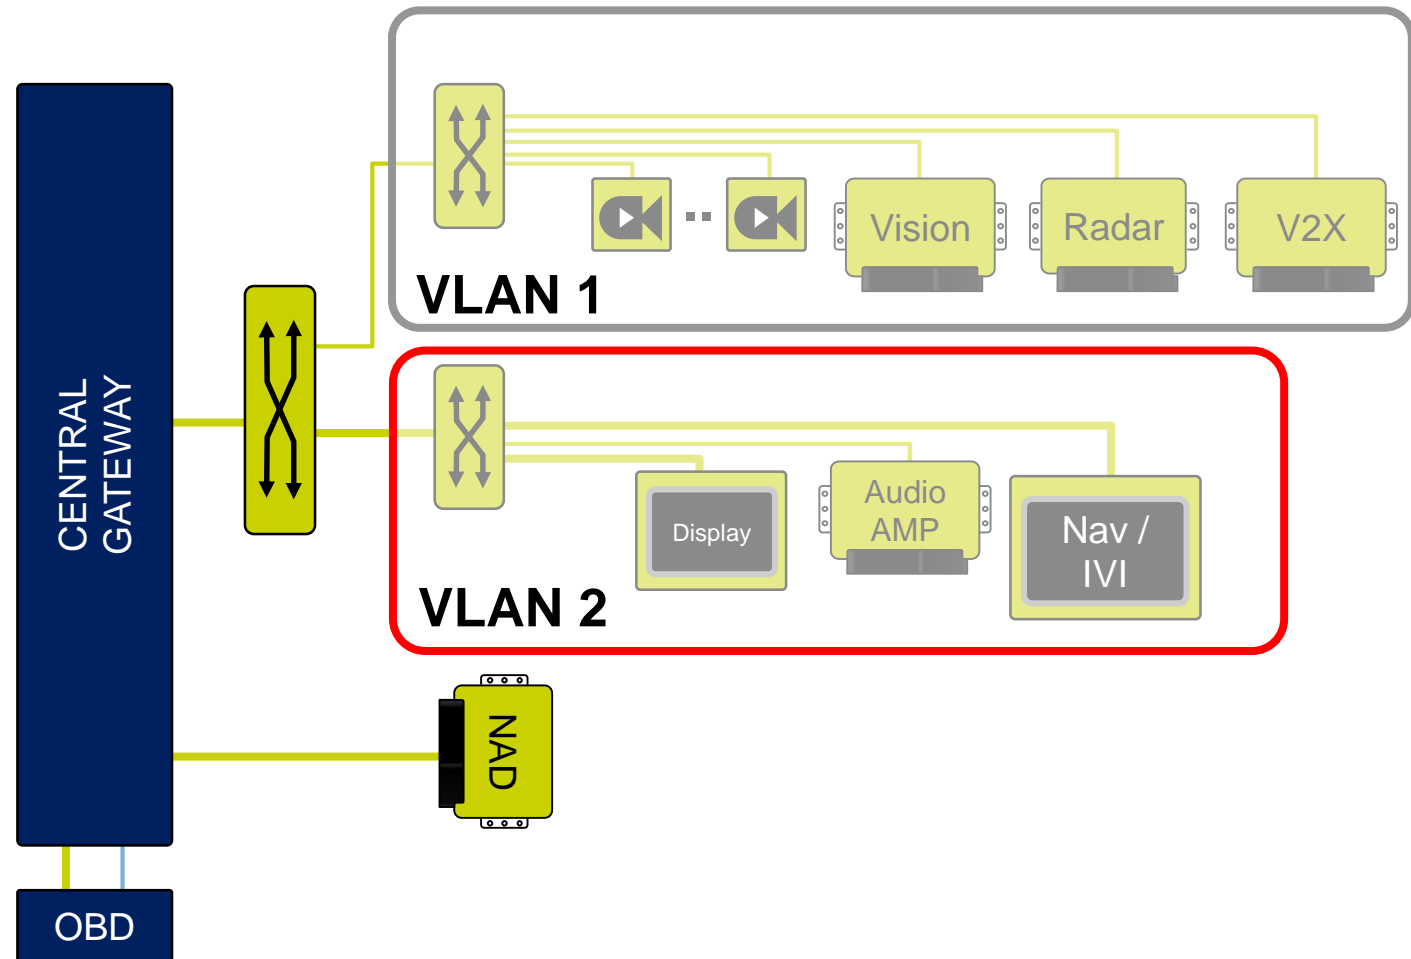 CENTRAL
GATEWAY
OBD
Vision
Radar
V2X
VLAN 1
Display
Audio
AMP
Nav /
IVI
VLAN 2
NAD